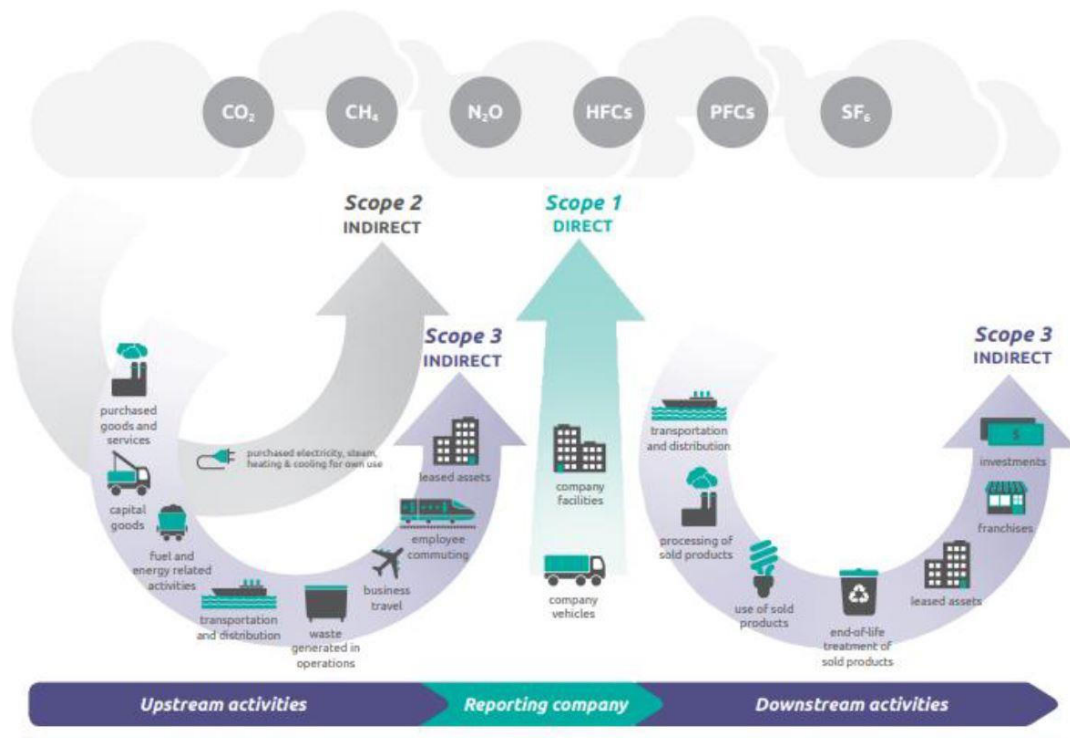 CO₂
CH₄
N₂O
HFCs
PFCs
SF₆
Scope 2
INDIRECT
Scope 1
DIRECT
Scope 3
INDIRECT
Scope 3
INDIRECT
purchased
goods and
services
capital
goods
fuel and
energy related
activities
purchased electricity, steam,
heating & cooling for own use
transportation
and distribution
waste
generated in
operations
business
travel
employee
commuting
leased assets
company
facilities
company
vehicles
transportation
and distribution
processing of
sold products
use of sold
products
end-of-life
treatment of
sold products
leased assets
franchises
$
investments
Upstream activities
Reporting company
Downstream activities